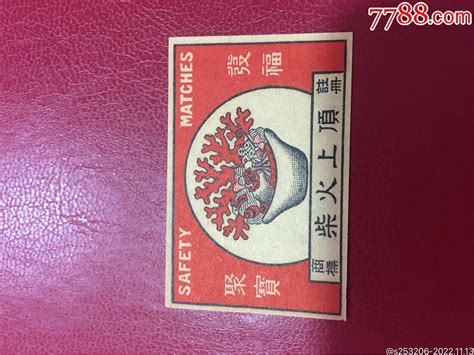 7788.com
SAFETY MATCHES
發福
聚寶
註冊
頂上火柴
商標
@s253206-2022.11.13